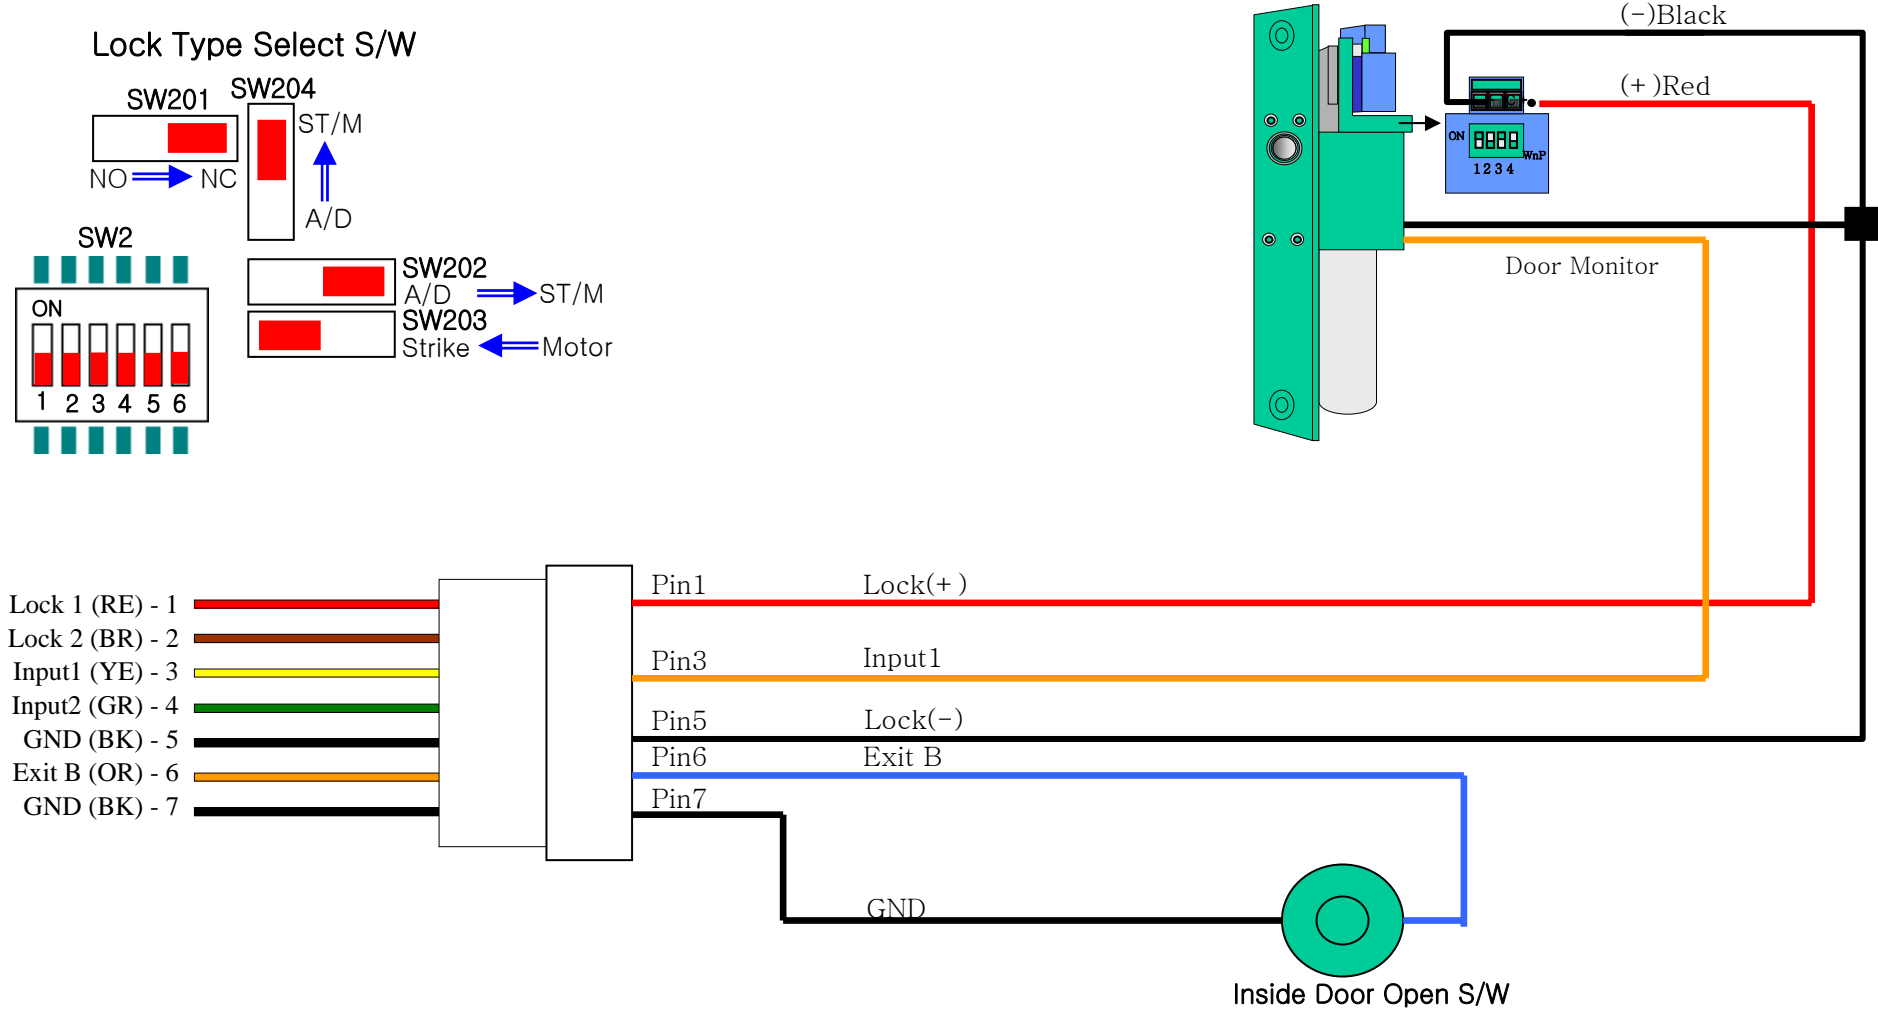 Lock Type Select S/W
SW201
SW204
ST/M
NO
NC
A/D
SW2
ON
1 2 3 4 5 6
SW202
A/D
ST/M
SW203
Strike
Motor
(-)Black
(+)Red
ON
WnP
1 2 3 4
Door Monitor
Lock 1 (RE) - 1
Lock 2 (BR) - 2
Input1 (YE) - 3
Input2 (GR) - 4
GND (BK) - 5
Exit B (OR) - 6
GND (BK) - 7
Pin1 Lock(+)
Pin3 Input1
Pin5 Lock(-)
Pin6 Exit B
Pin7
GND
Inside Door Open S/W